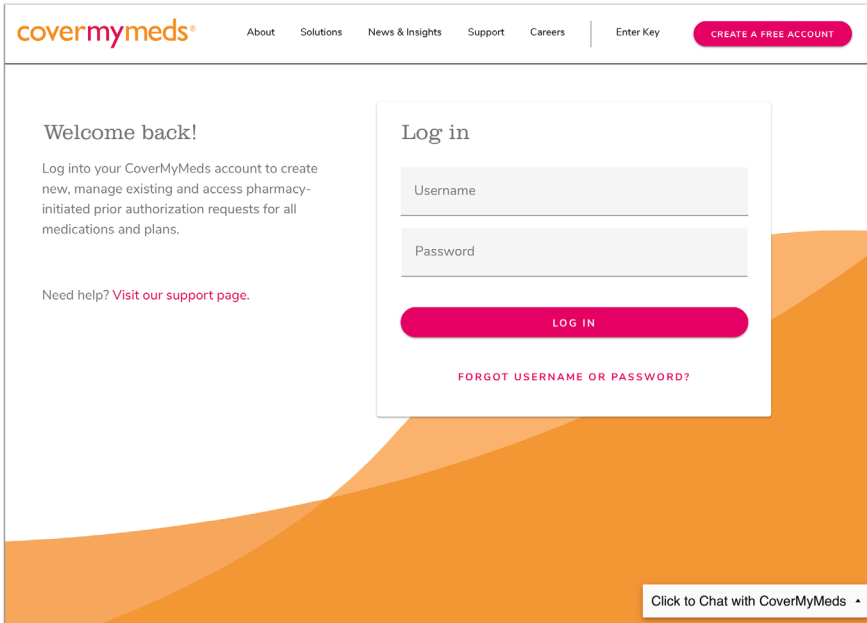 covermymeds®
About Solutions News & Insights Support Careers Enter Key CREATE A FREE ACCOUNT
Welcome back!
Log into your CoverMyMeds account to create
new, manage existing and access pharmacy-
initiated prior authorization requests for all
medications and plans.
Need help? Visit our support page.
Log in
Username
Password
LOG IN
FORGOT USERNAME OR PASSWORD?
Click to Chat with CoverMyMeds